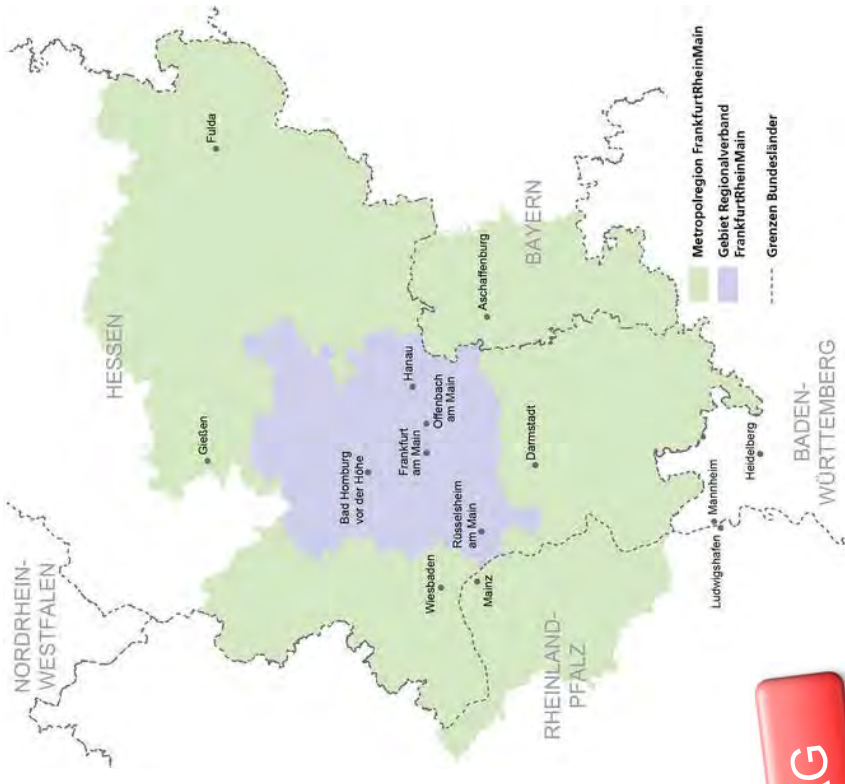 NORDRHEIN-
WESTFALEN
HESSEN
Fulda
Gießen
Bad Homburg
vor der Höhe
Hanau
Frankfurt
am Main
Offenbach
am Main
Wiesbaden
Rüsselsheim
am Main
Mainz
Aschaffenburg
BAYERN
Darmstadt
RHEINLAND-
PFALZ
Ludwigshafen
Mannheim
Heidelberg
BADEN-
WÜRTTEMBERG
Metropolregion FrankfurtRheinMain
Gebiet Regionalverband
FrankfurtRheinMain
Grenzen Bundesländer
AG